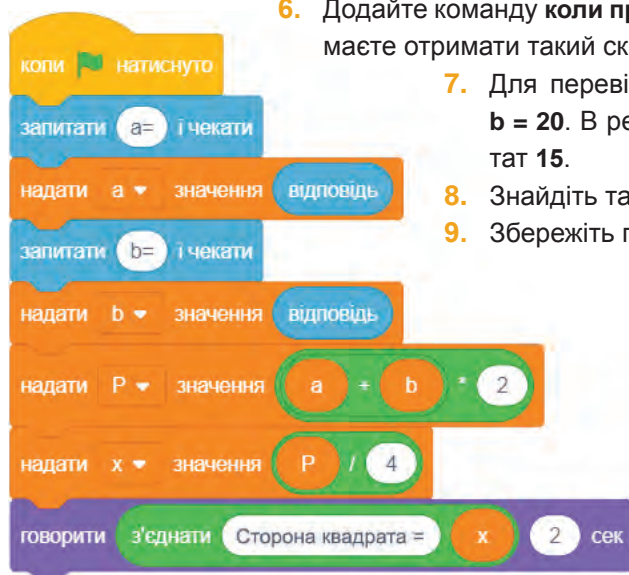 6. Додайте команду коли пр
маєте отримати такий ск
7. Для переві
b = 20. В ре
тат 15.
8. Знайдіть та
9. Збережіть п
коли натиснуто
запитати a= і чекати
надати a значення відповідь
запитати b= і чекати
надати b значення відповідь
надати P значення a + b * 2
надати x значення P / 4
говорити з'єднати Сторона квадрата = x 2 сек